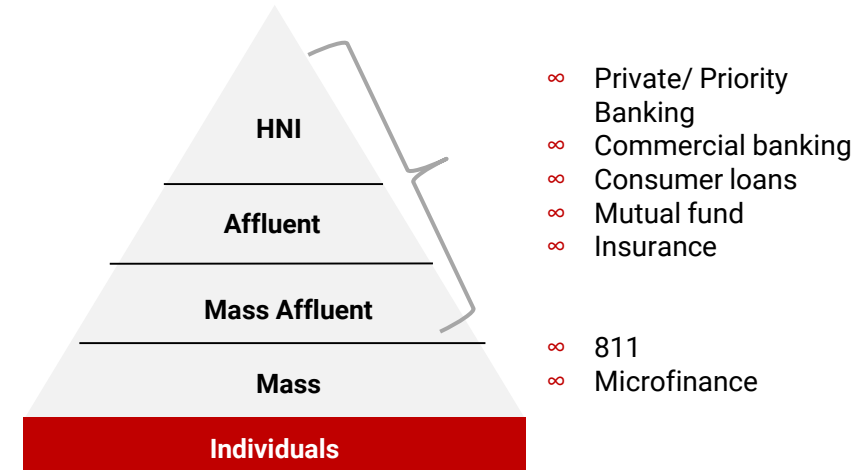 HNI
Affluent
Mass Affluent
Mass
Individuals
∞ Private/ Priority
Banking
∞ Commercial banking
∞ Consumer loans
∞ Mutual fund
∞ Insurance
∞ 811
∞ Microfinance